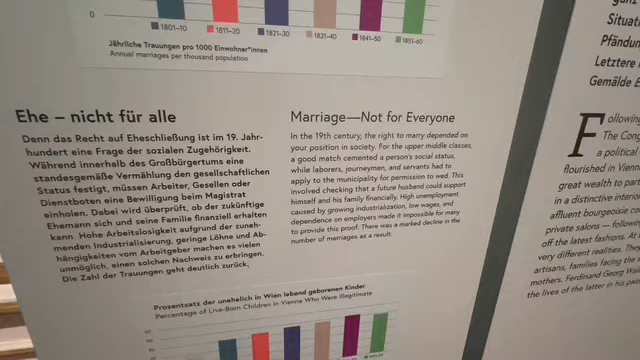 0
1801–10
1811–20
1821–30
1831–40
1841–50
1851–60
Jährliche Trauungen pro 1000 Einwohner*innen
Annual marriages per thousand population
Ehe – nicht für alle
Denn das Recht auf Eheschließung ist im 19. Jahr-
hundert eine Frage der sozialen Zugehörigkeit.
Während innerhalb des Großbürgertums eine
standesgemäße Vermählung den gesellschaftlichen
Status festigt, müssen Arbeiter, Gesellen oder
Dienstboten eine Bewilligung beim Magistrat
einholen. Dabei wird überprüft, ob der zukünftige
Ehemann sich und seine Familie finanziell erhalten
kann. Hohe Arbeitslosigkeit aufgrund der zuneh-
menden Industrialisierung, geringe Löhne und Ab-
hängigkeiten vom Arbeitgeber machen es vielen
unmöglich, einen solchen Nachweis zu erbringen.
Die Zahl der Trauungen geht deutlich zurück.
Marriage—Not for Everyone
In the 19th century, the right to marry depended on
your position in society. For the upper middle classes,
a good match cemented a person's social status,
while laborers, journeymen, and servants had to
apply to the municipality for permission to wed. This
involved checking that a future husband could support
himself and his family financially. High unemployment
caused by growing industrialization, low wages, and
dependence on employers made it impossible for many
to provide this proof. There was a marked decline in the
number of marriages as a result.
Prozentsatz der unehelich in Wien lebend geborenen Kinder
Percentage of Live-Born Children in Vienna Who Were Illegitimate
ganz
Situati
Pfändun
Letztere
Gemälde E
Following
The Cong
a political
flourished in Vienna
great wealth to par
in a distinctive interio
affluent bourgeoisie co
private salons — followin
off the latest fashions. At
very different realities. They
artisans, families facing the s
mothers. Ferdinand Georg Wal
the lives of the latter in his pain